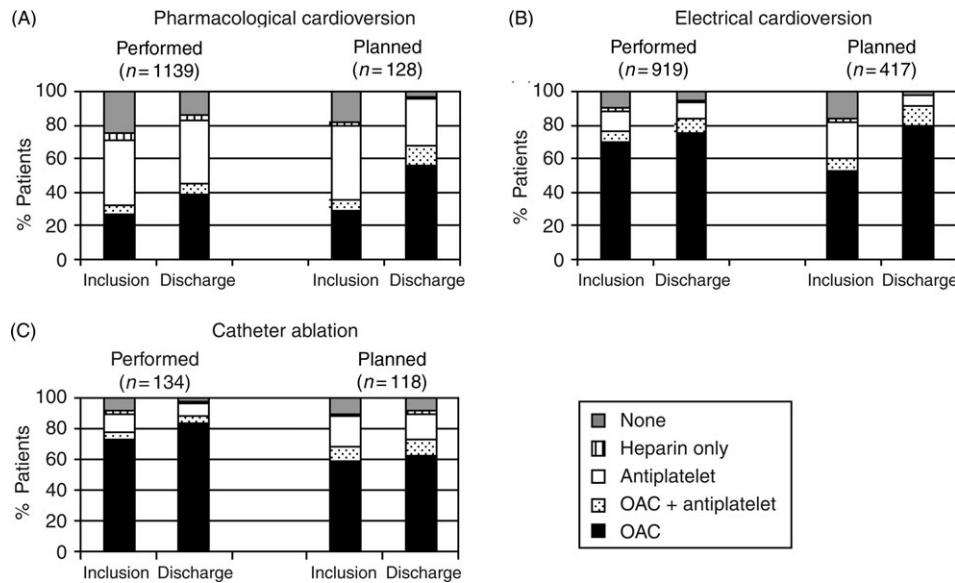 (A) Pharmacological cardioversion
Performed
(n=1139)
Planned
(n=128)
% Patients
100
80
60
40
20
0
Inclusion Discharge Inclusion Discharge
(B) Electrical cardioversion
Performed
(n=919)
Planned
(n=417)
% Patients
100
80
60
40
20
0
Inclusion Discharge Inclusion Discharge
(C) Catheter ablation
Performed
(n=134)
Planned
(n=118)
% Patients
100
80
60
40
20
0
Inclusion Discharge Inclusion Discharge
None
Heparin only
Antiplatelet
OAC + antiplatelet
OAC